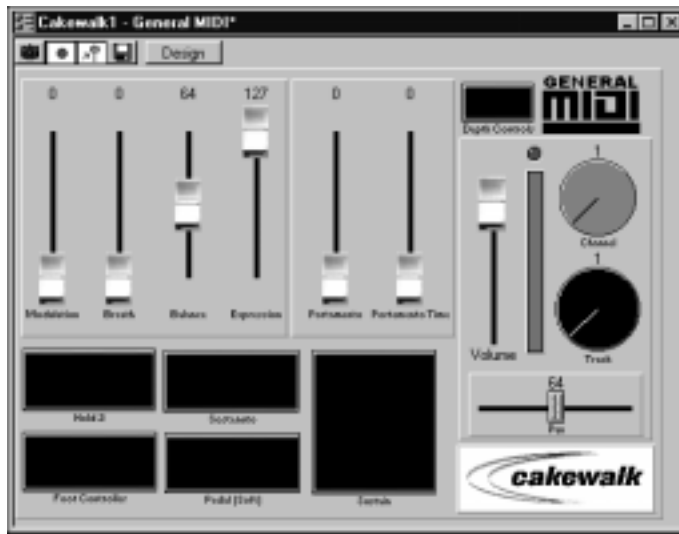 Cakewalk1 - General MIDI*
Design
0 0 64 127 0 0
GENERAL
MIDI
Depth Controls
1
Channel
1
Modulation Breath Balance Expression Portamento Portamento Time
Volume
Track
64
Pan
Hold 2 Sostenuto
Foot Controller Pedal (Soft) Sustain
cakewalk